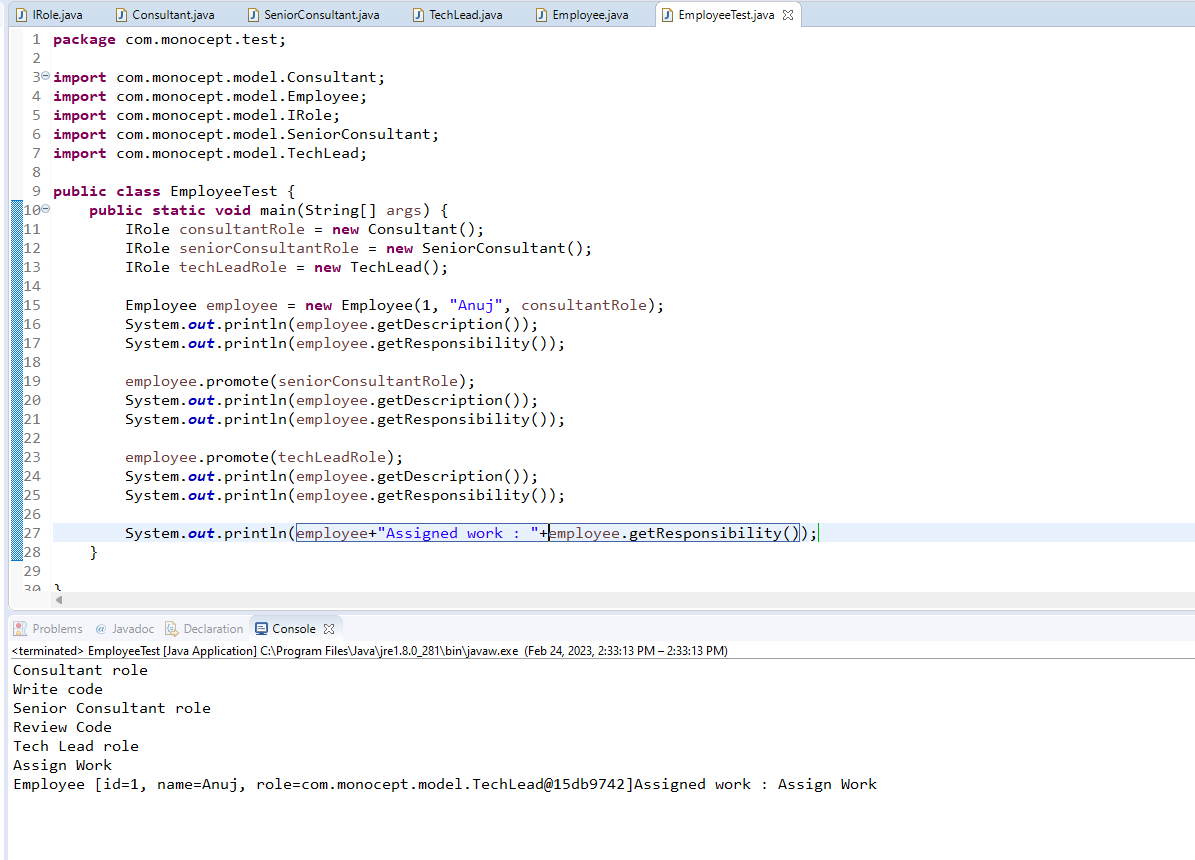 IRole.java Consultant.java SeniorConsultant.java TechLead.java Employee.java EmployeeTest.java
1 package com.monocept.test;
2
3 import com.monocept.model.Consultant;
4 import com.monocept.model.Employee;
5 import com.monocept.model.IRole;
6 import com.monocept.model.SeniorConsultant;
7 import com.monocept.model.TechLead;
8
9 public class EmployeeTest {
10     public static void main(String[] args) {
11         IRole consultantRole = new Consultant();
12         IRole seniorConsultantRole = new SeniorConsultant();
13         IRole techLeadRole = new TechLead();
14
15         Employee employee = new Employee(1, "Anuj", consultantRole);
16         System.out.println(employee.getDescription());
17         System.out.println(employee.getResponsibility());
18
19         employee.promote(seniorConsultantRole);
20         System.out.println(employee.getDescription());
21         System.out.println(employee.getResponsibility());
22
23         employee.promote(techLeadRole);
24         System.out.println(employee.getDescription());
25         System.out.println(employee.getResponsibility());
26
27         System.out.println(employee+"Assigned work : "+employee.getResponsibility());
28     }
29
30 }
Problems @ Javadoc Declaration Console
<terminated> EmployeeTest [Java Application] C:\Program Files\Java\jre1.8.0_281\bin\javaw.exe (Feb 24, 2023, 2:33:13 PM – 2:33:13 PM)
Consultant role
Write code
Senior Consultant role
Review Code
Tech Lead role
Assign Work
Employee [id=1, name=Anuj, role=com.monocept.model.TechLead@15db9742]Assigned work : Assign Work